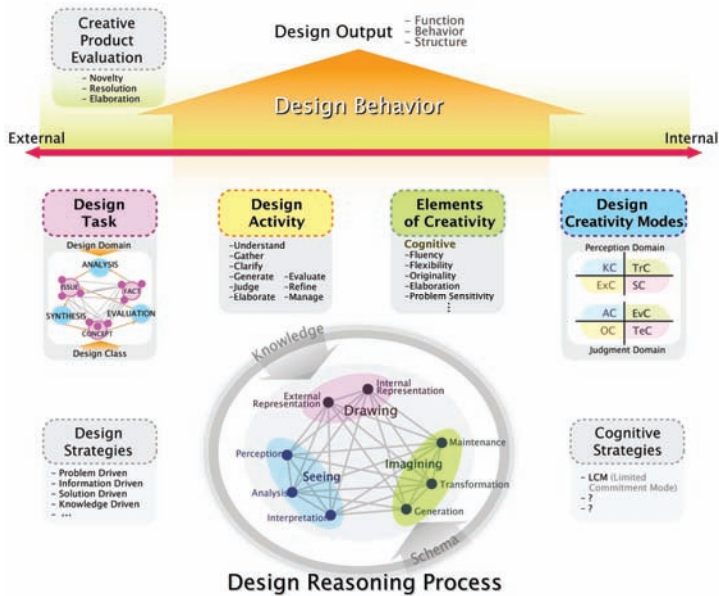 Creative
Product
Evaluation
- Novelty
- Resolution
- Elaboration
Design Output
- Function
- Behavior
- Structure
Design Behavior
External
Internal
Design
Task
Design Domain
ANALYSIS
ISSUE
FACT
SYNTHESIS
EVALUATION
CONCEPT
Design Class
Design
Activity
-Understand
-Gather
-Clarify
-Generate -Evaluate
-Judge -Refine
-Elaborate -Manage
Elements
of Creativity
Cognitive
-Fluency
-Flexibility
-Originality
-Elaboration
-Problem Sensitivity
⋮
Design
Creativity Modes
Perception Domain
KC TrC
ExC SC
AC EvC
OC TeC
Judgment Domain
Knowledge
External
Representation
Internal
Representation
Drawing
Perception
Seeing
Analysis
Interpretation
Maintenance
Imagining
Transformation
Generation
Schema
Design
Strategies
- Problem Driven
- Information Driven
- Solution Driven
- Knowledge Driven
- ...
Cognitive
Strategies
- LCM (Limited
Commitment Mode)
- ?
- ?
Design Reasoning Process